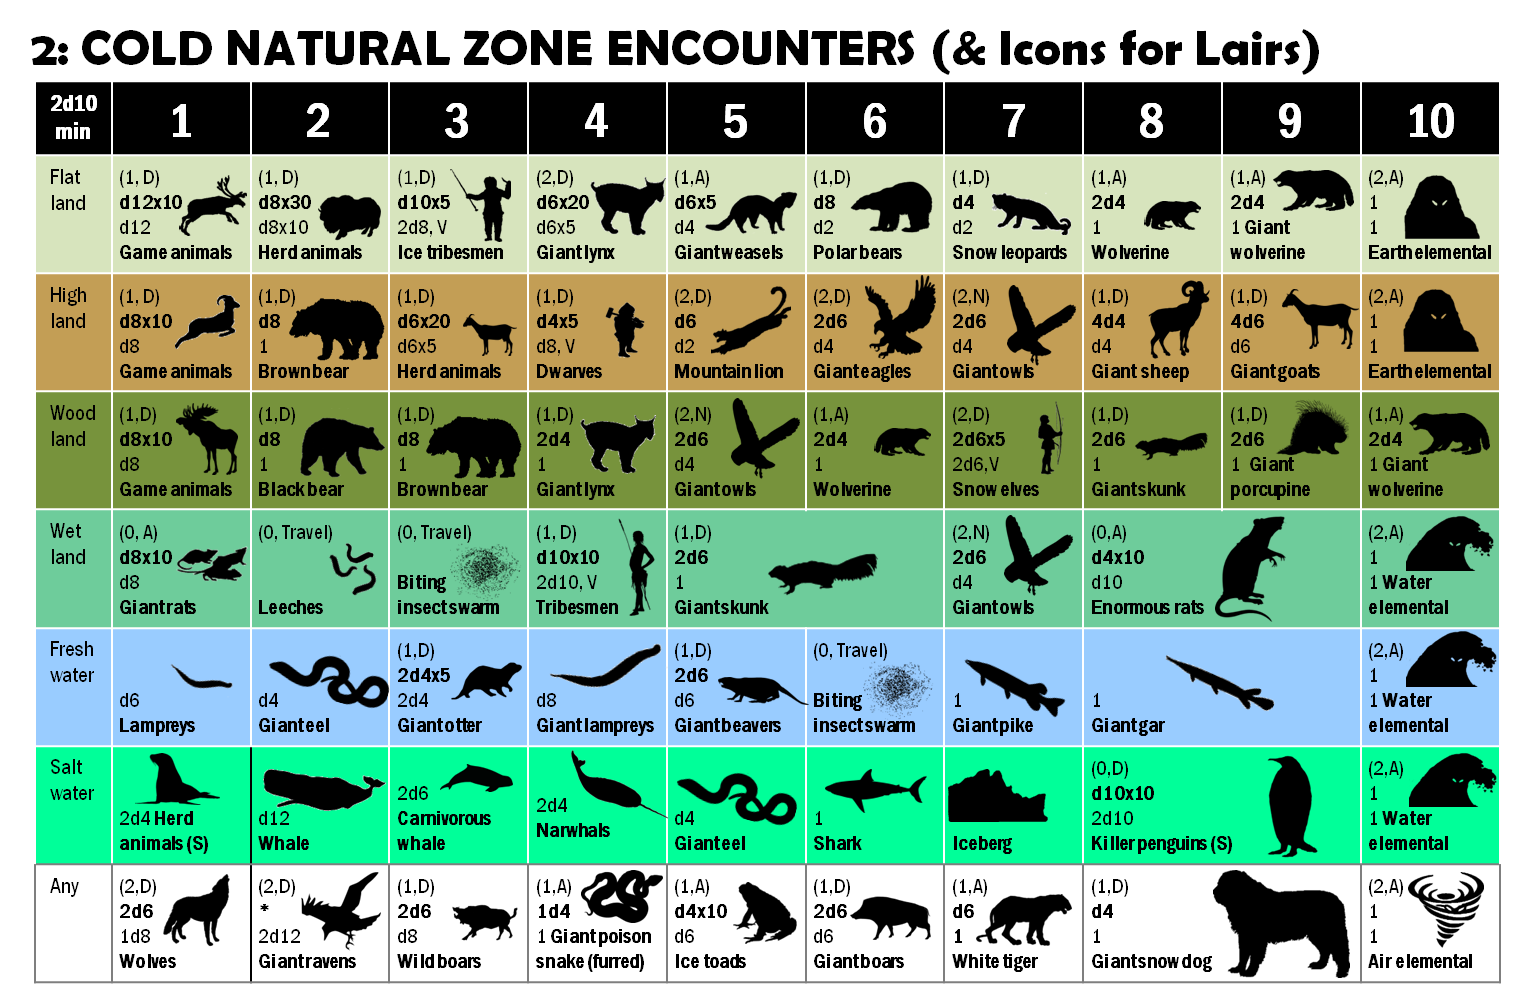 2: COLD NATURAL ZONE ENCOUNTERS (& Icons for Lairs)
2d10 min
1
2
3
4
5
6
7
8
9
10
Flat land
(1, D)
d12x10
d12
Game animals
(1, D)
d8x30
d8x10
Herd animals
(1,D)
d10x5
2d8, V
Ice tribesmen
(2,D)
d6x20
d6x5
Giant lynx
(1,A)
d6x5
d4
Giant weasels
(1,D)
d8
d2
Polar bears
(1,D)
d4
d2
Snow leopards
(1,A)
2d4
1
Wolverine
(1,A)
2d4
1 Giant
wolverine
(2,A)
1
1
Earth elemental
High land
(1, D)
d8x10
d8
Game animals
(1,D)
d8
1
Brown bear
(1,D)
d6x20
d6x5
Herd animals
(1,D)
d4x5
d8, V
Dwarves
(2,D)
d6
d2
Mountain lion
(2,D)
2d6
d4
Giant eagles
(2,N)
2d6
d4
Giant owls
(1,D)
4d4
d4
Giant sheep
(1,D)
4d6
d6
Giant goats
(2,A)
1
1
Earth elemental
Wood land
(1,D)
d8x10
d8
Game animals
(1,D)
d8
1
Black bear
(1,D)
d8
1
Brown bear
(1,D)
2d4
1
Giant lynx
(2,N)
2d6
d4
Giant owls
(1,A)
2d4
1
Wolverine
(2,D)
2d6x5
2d6,V
Snow elves
(1,D)
2d6
1
Giant skunk
(1,D)
2d6
1 Giant
porcupine
(1,A)
2d4
1 Giant
wolverine
Wet land
(0, A)
d8x10
d8
Giant rats
(0, Travel)
Leeches
(0, Travel)
Biting
insect swarm
(1, D)
d10x10
2d10, V
Tribesmen
(1,D)
2d6
1
Giant skunk
(2,N)
2d6
d4
Giant owls
(0,A)
d4x10
d10
Enormous rats
(2,A)
1
1 Water
elemental
Fresh water
d6
Lampreys
d4
Giant eel
(1,D)
2d4x5
2d4
Giant otter
d8
Giant lampreys
(1,D)
2d6
d6
Giant beavers
(0, Travel)
Biting
insect swarm
1
Giant pike
1
Giant gar
(2,A)
1
1 Water
elemental
Salt water
2d4 Herd
animals (S)
d12
Whale
2d6
Carnivorous
whale
2d4
Narwhals
d4
Giant eel
1
Shark
Iceberg
(0,D)
d10x10
2d10
Killer penguins (S)
(2,A)
1
1 Water
elemental
Any
(2,D)
2d6
1d8
Wolves
(2,D)
*
2d12
Giant ravens
(1,D)
2d6
d8
Wild boars
(1,A)
1d4
1 Giant poison
snake (furred)
(1,A)
d4x10
d6
Ice toads
(1,D)
2d6
d6
Giant boars
(1,A)
d6
1
White tiger
(1,D)
d4
1
Giant snow dog
(2,A)
1
1
Air elemental